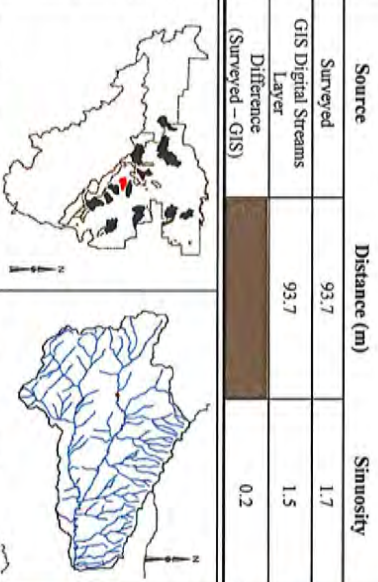 Source Distance (m) Sinuosity
Surveyed 93.7 1.7
GIS Digital Streams
Layer 93.7 1.5
Difference
(Surveyed – GIS) 0.2
N
N